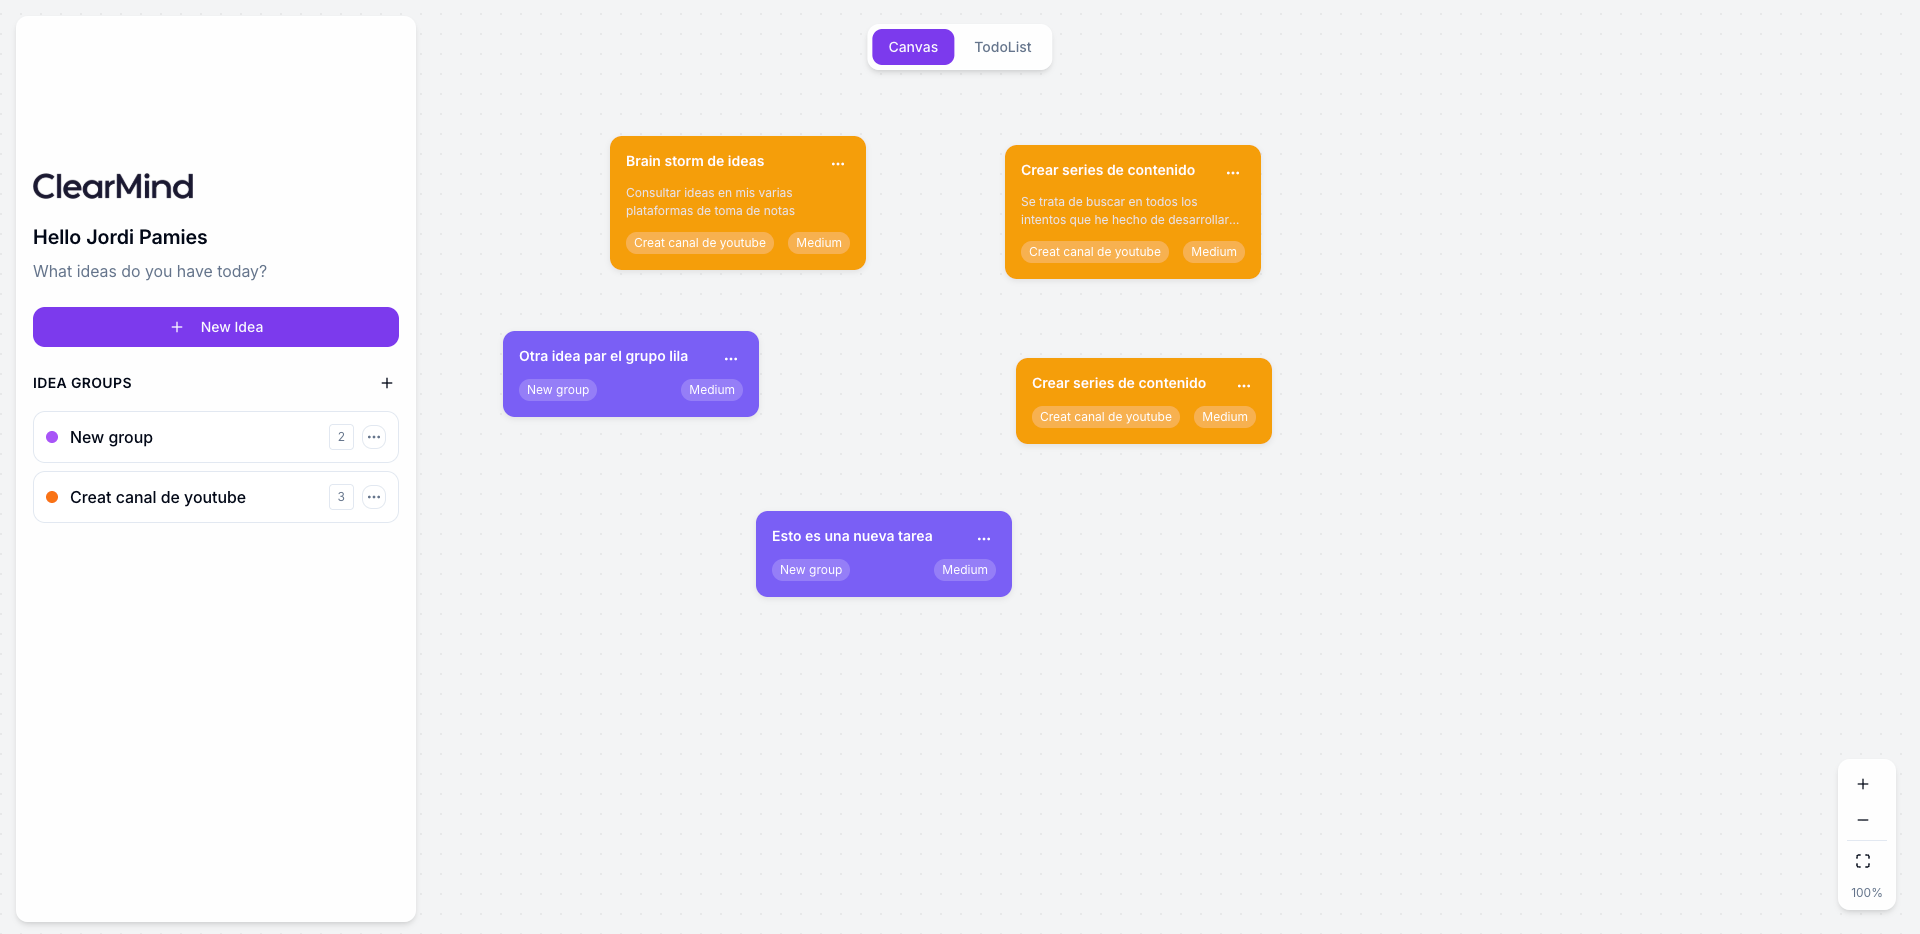 ClearMind
Hello Jordi Pamies
What ideas do you have today?
+ New Idea
IDEA GROUPS +
New group 2 ...
Creat canal de youtube 3 ...
Canvas TodoList
Brain storm de ideas ...
Consultar ideas en mis varias
plataformas de toma de notas
Creat canal de youtube Medium
Crear series de contenido ...
Se trata de buscar en todos los
intentos que he hecho de desarrollar...
Creat canal de youtube Medium
Otra idea par el grupo lila ...
New group Medium
Crear series de contenido ...
Creat canal de youtube Medium
Esto es una nueva tarea ...
New group Medium
+
−
100%